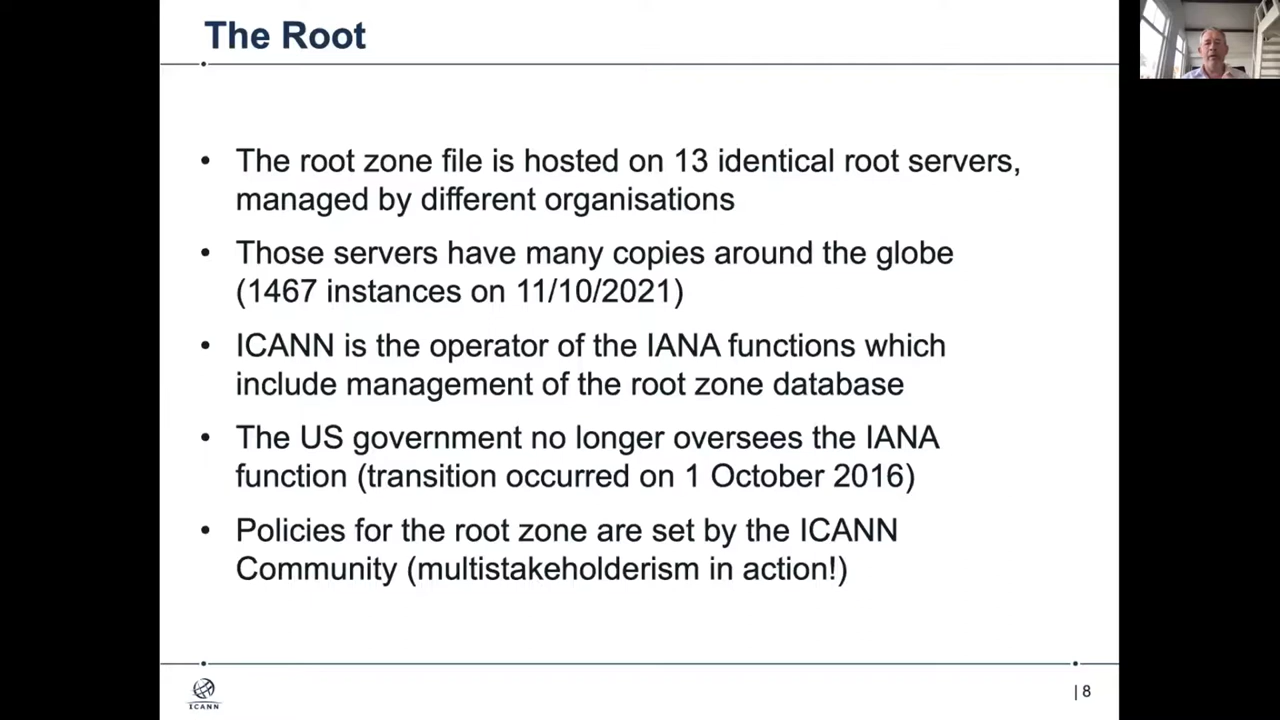 The Root
• The root zone file is hosted on 13 identical root servers,
managed by different organisations
• Those servers have many copies around the globe
(1467 instances on 11/10/2021)
• ICANN is the operator of the IANA functions which
include management of the root zone database
• The US government no longer oversees the IANA
function (transition occurred on 1 October 2016)
• Policies for the root zone are set by the ICANN
Community (multistakeholderism in action!)
ICANN
| 8